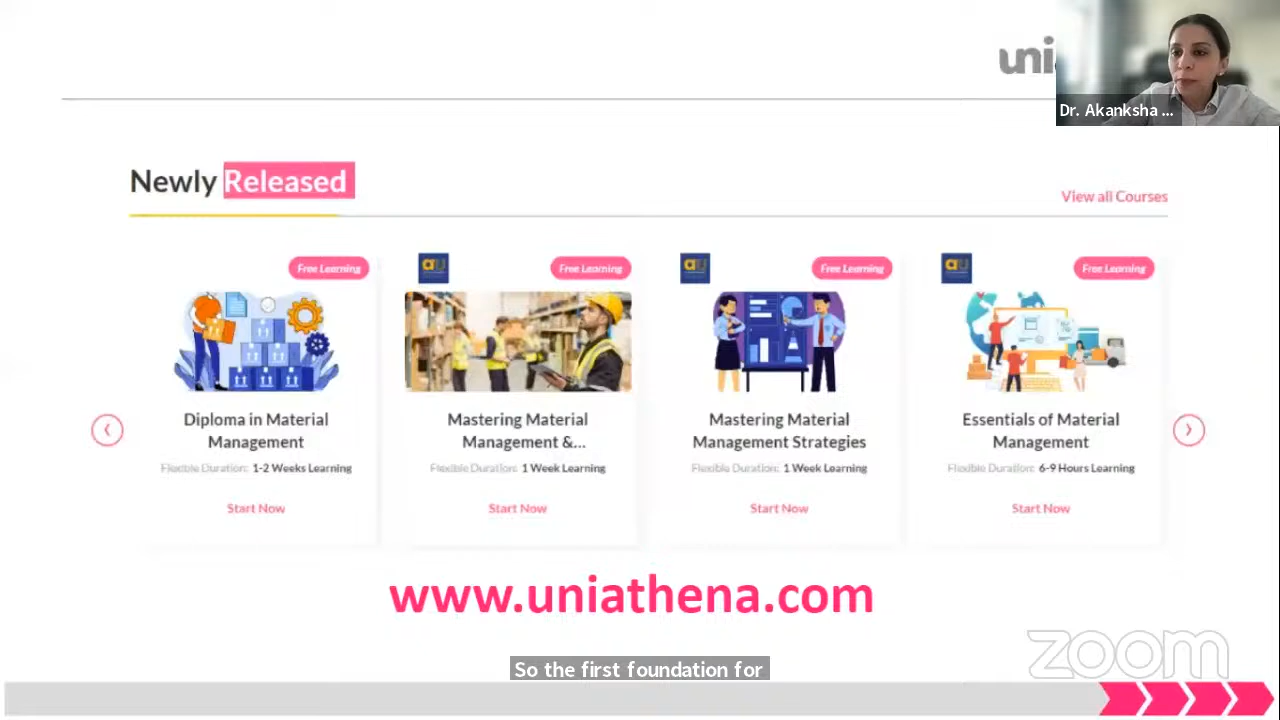 uni
Dr. Akanksha ...
Newly Released
View all Courses
Free Learning
Free Learning
Free Learning
Free Learning
Diploma in Material
Management
Flexible Duration: 1-2 Weeks Learning
Start Now
Mastering Material
Management &...
Flexible Duration: 1 Week Learning
Start Now
Mastering Material
Management Strategies
Flexible Duration: 1 Week Learning
Start Now
Essentials of Material
Management
Flexible Duration: 6-9 Hours Learning
Start Now
www.uniathena.com
zoom
So the first foundation for